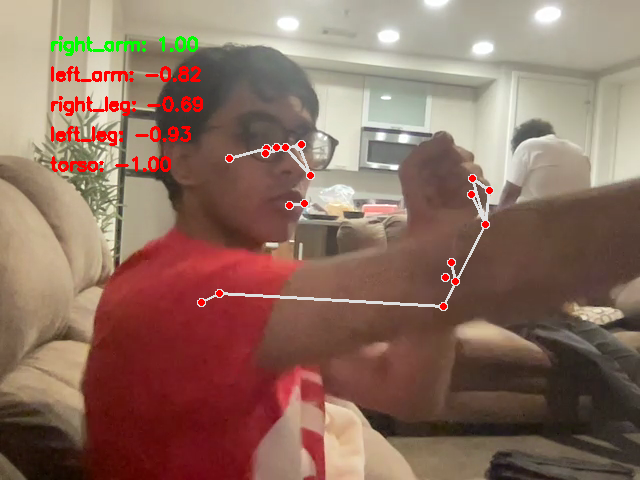 right_arm: 1.00
left_arm: -0.82
right_leg: -0.69
left_leg: -0.93
torso: -1.00